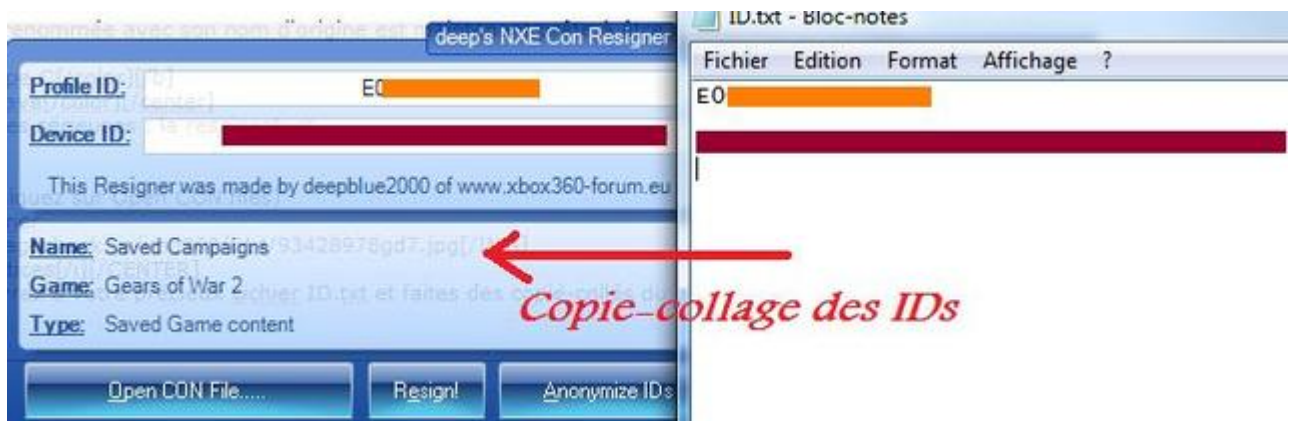 deep's NXE Con Resigner
Profile ID: E0
Device ID:
This Resigner was made by deepblue2000 of www.xbox360-forum.eu
Name: Saved Campaigns
Game: Gears of War 2
Type: Saved Game content
Open CON File.....
Resign!
Anonymize IDs
ID.txt - Bloc-notes
Fichier Edition Format Affichage ?
E0
Copie-collage des IDs